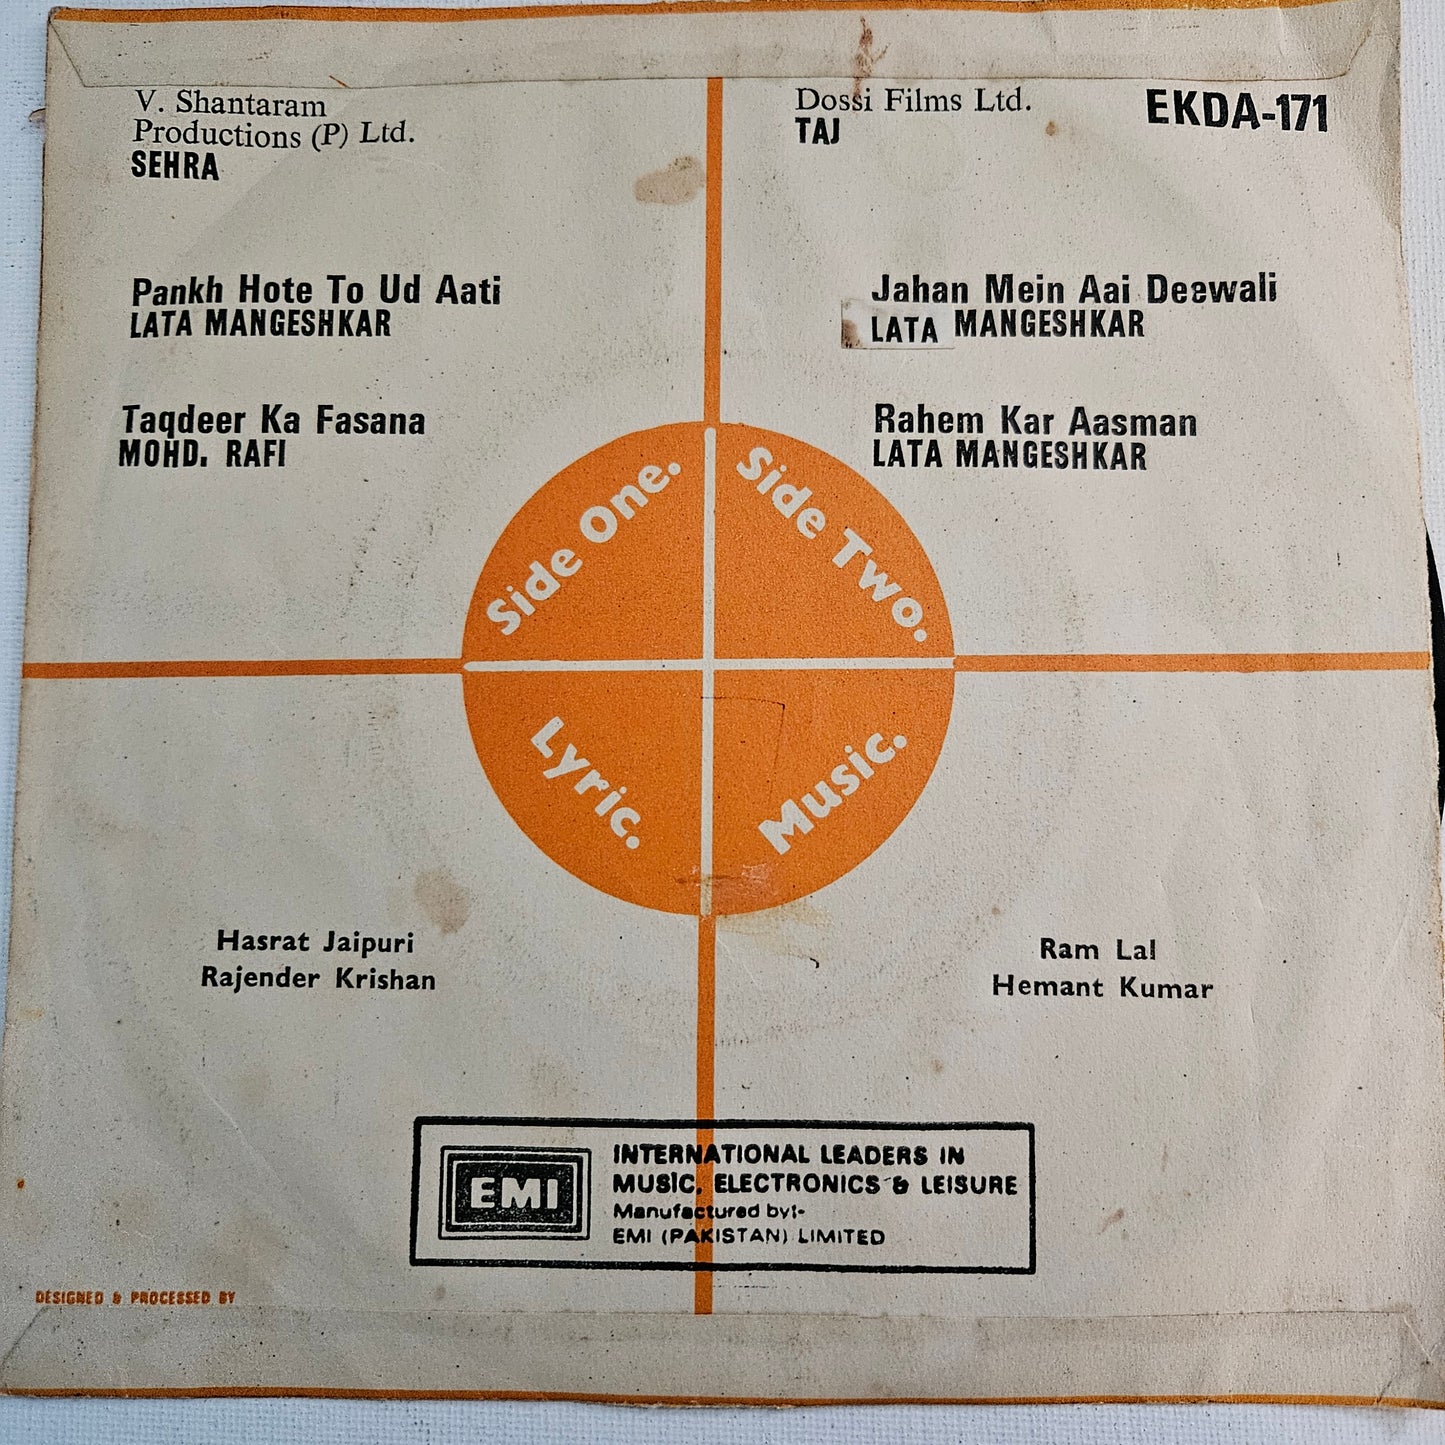 V. Shantaram
Productions (P) Ltd.
SEHRA
Pankh Hote To Ud Aati
LATA MANGESHKAR
Taqdeer Ka Fasana
MOHD. RAFI
Dossi Films Ltd.
TAJ
EKDA-171
Jahan Mein Aai Deewali
LATA MANGESHKAR
Rahem Kar Aasman
LATA MANGESHKAR
Side One.
Side Two.
Lyric.
Music.
Hasrat Jaipuri
Rajender Krishan
Ram Lal
Hemant Kumar
EMI
INTERNATIONAL LEADERS IN
MUSIC, ELECTRONICS & LEISURE
Manufactured by:-
EMI (PAKISTAN) LIMITED
DESIGNED & PROCESSED BY